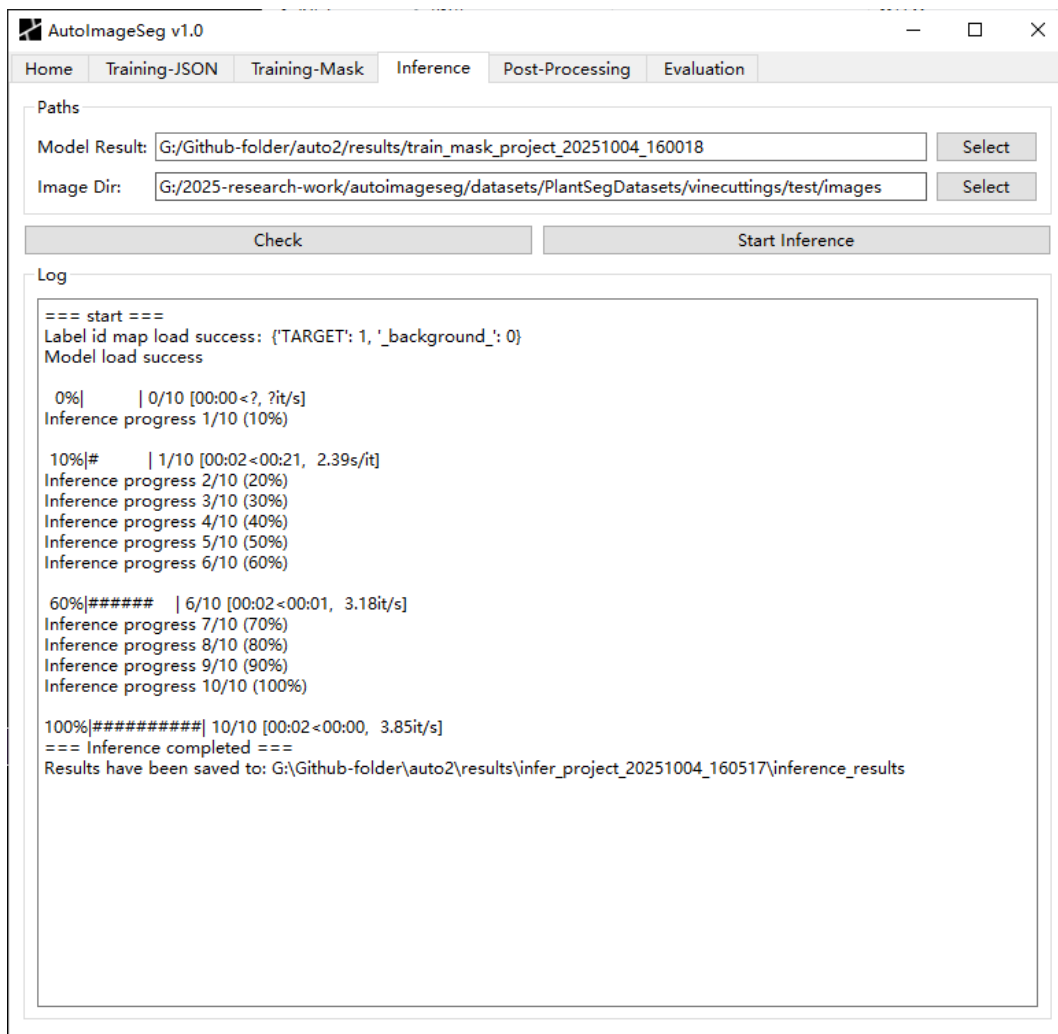 AutoImageSeg v1.0
Home Training-JSON Training-Mask Inference Post-Processing Evaluation
Paths
Model Result: G:/Github-folder/auto2/results/train_mask_project_20251004_160018 Select
Image Dir: G:/2025-research-work/autoimageseg/datasets/PlantSegDatasets/vinecuttings/test/images Select
Check Start Inference
Log
=== start ===
Label id map load success: {'TARGET': 1, '_background_': 0}
Model load success
0%| | 0/10 [00:00<?, ?it/s]
Inference progress 1/10 (10%)
10%|# | 1/10 [00:02<00:21, 2.39s/it]
Inference progress 2/10 (20%)
Inference progress 3/10 (30%)
Inference progress 4/10 (40%)
Inference progress 5/10 (50%)
Inference progress 6/10 (60%)
60%|###### | 6/10 [00:02<00:01, 3.18it/s]
Inference progress 7/10 (70%)
Inference progress 8/10 (80%)
Inference progress 9/10 (90%)
Inference progress 10/10 (100%)
100%|##########| 10/10 [00:02<00:00, 3.85it/s]
=== Inference completed ===
Results have been saved to: G:\Github-folder\auto2\results\infer_project_20251004_160517\inference_results